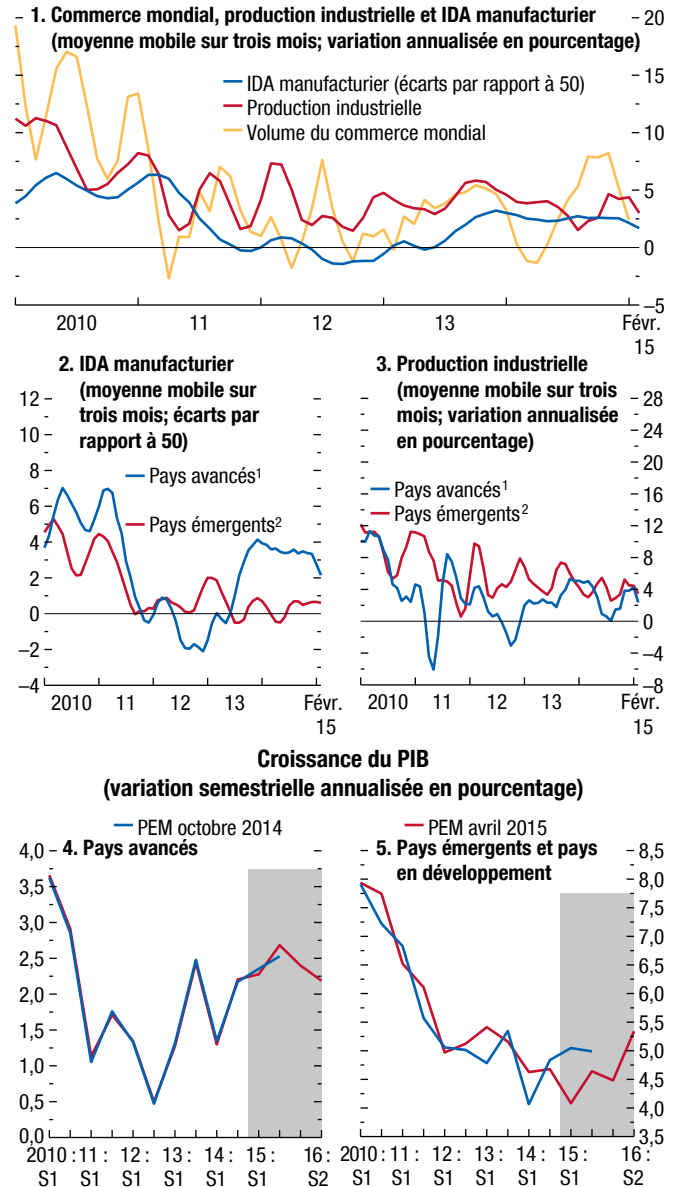 1. Commerce mondial, production industrielle et IDA manufacturier
(moyenne mobile sur trois mois; variation annualisée en pourcentage)
IDA manufacturier (écarts par rapport à 50)
Production industrielle
Volume du commerce mondial
20
15
10
5
0
–5
2010 11 12 13 Févr.
15
2. IDA manufacturier
(moyenne mobile sur
trois mois; écarts par
rapport à 50)
Pays avancés¹
Pays émergents²
12
10
8
6
4
2
0
–2
–4
2010 11 12 13 Févr.
15
3. Production industrielle
(moyenne mobile sur trois
mois; variation annualisée
en pourcentage)
Pays avancés¹
Pays émergents²
28
24
20
16
12
8
4
0
–4
–8
2010 11 12 13 Févr.
15
Croissance du PIB
(variation semestrielle annualisée en pourcentage)
PEM octobre 2014
PEM avril 2015
4. Pays avancés
4,0
3,5
3,0
2,5
2,0
1,5
1,0
0,5
0,0
2010 : 11 : 12 : 13 : 14 : 15 : 16 :
S1 S1 S1 S1 S1 S1 S2
5. Pays émergents et pays
en développement
8,5
8,0
7,5
7,0
6,5
6,0
5,5
5,0
4,5
4,0
3,5
2010 : 11 : 12 : 13 : 14 : 15 : 16 :
S1 S1 S1 S1 S1 S1 S2